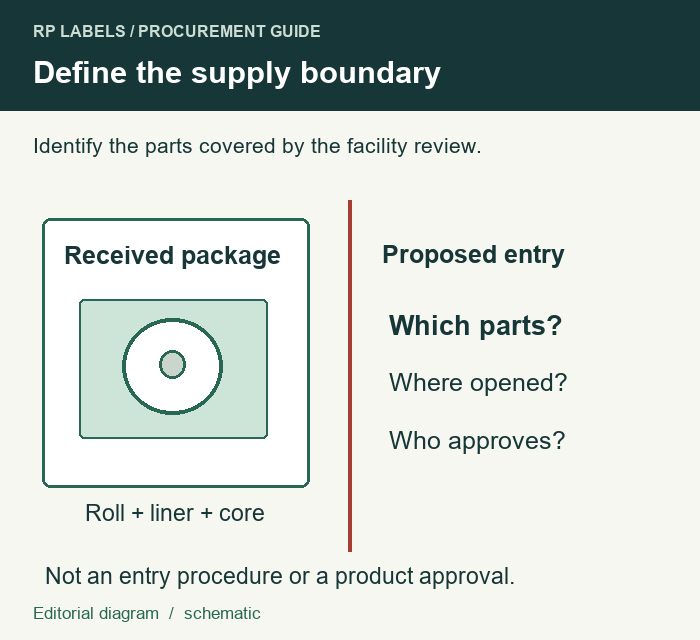 RP LABELS / PROCUREMENT GUIDE
Define the supply boundary
Identify the parts covered by the facility review.
Received package
Roll + liner + core
Proposed entry
Which parts?
Where opened?
Who approves?
Not an entry procedure or a product approval.
Editorial diagram / schematic